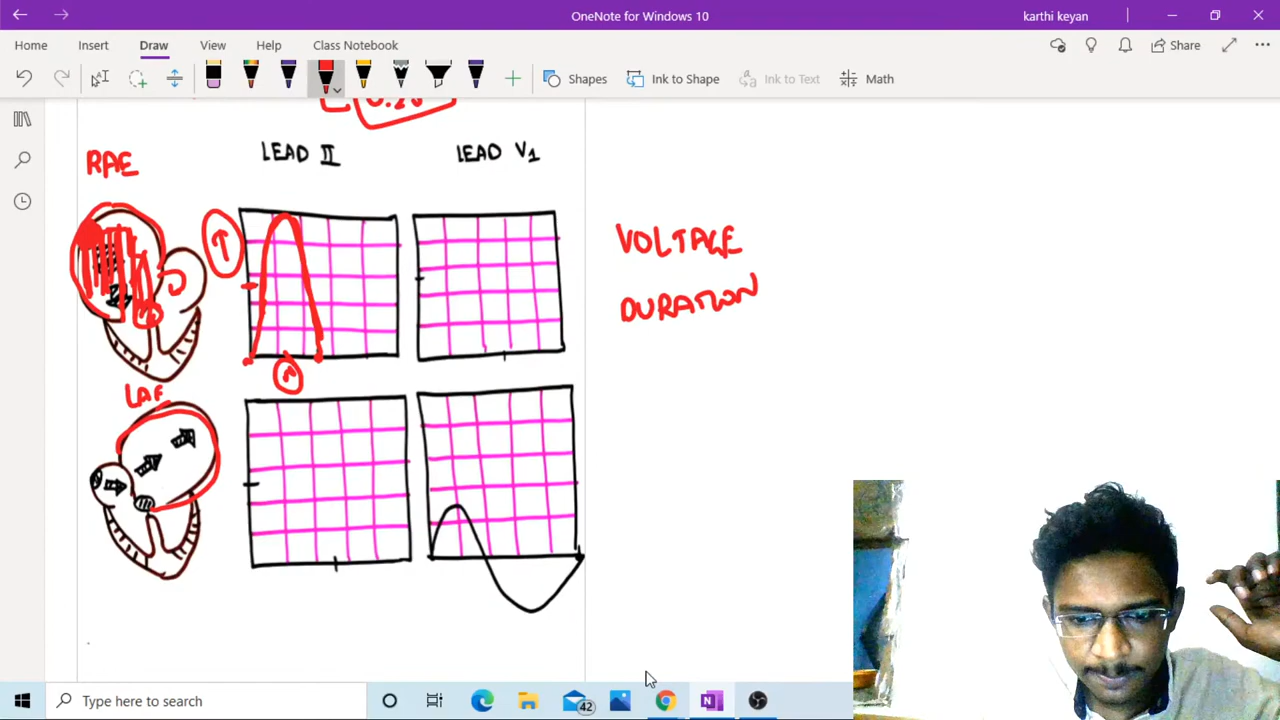 OneNote for Windows 10
karthi keyan
Home Insert Draw View Help Class Notebook
Share
Shapes Ink to Shape Ink to Text Math
LEAD II LEAD V1
RAE
VOLTAGE
DURATION
LAE
Type here to search
42